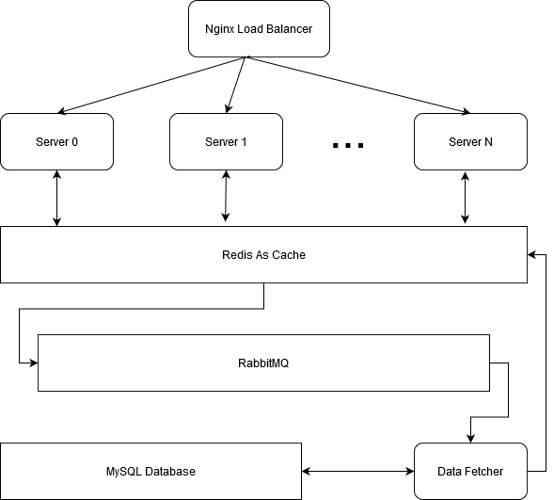 Nginx Load Balancer
Server 0
Server 1
...
Server N
Redis As Cache
RabbitMQ
MySQL Database
Data Fetcher